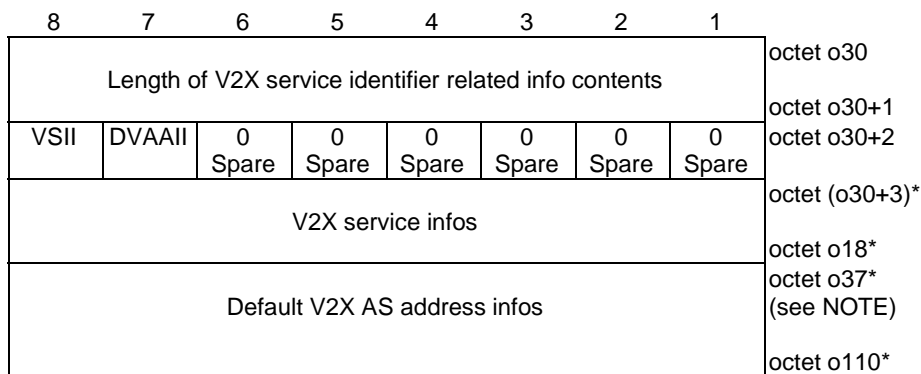 8 7 6 5 4 3 2 1
Length of V2X service identifier related info contents
octet o30
octet o30+1
VSII DVAAII 0 Spare 0 Spare 0 Spare 0 Spare 0 Spare 0 Spare octet o30+2
V2X service infos
octet (o30+3)*
octet o18*
Default V2X AS address infos
octet o37*
(see NOTE)
octet o110*